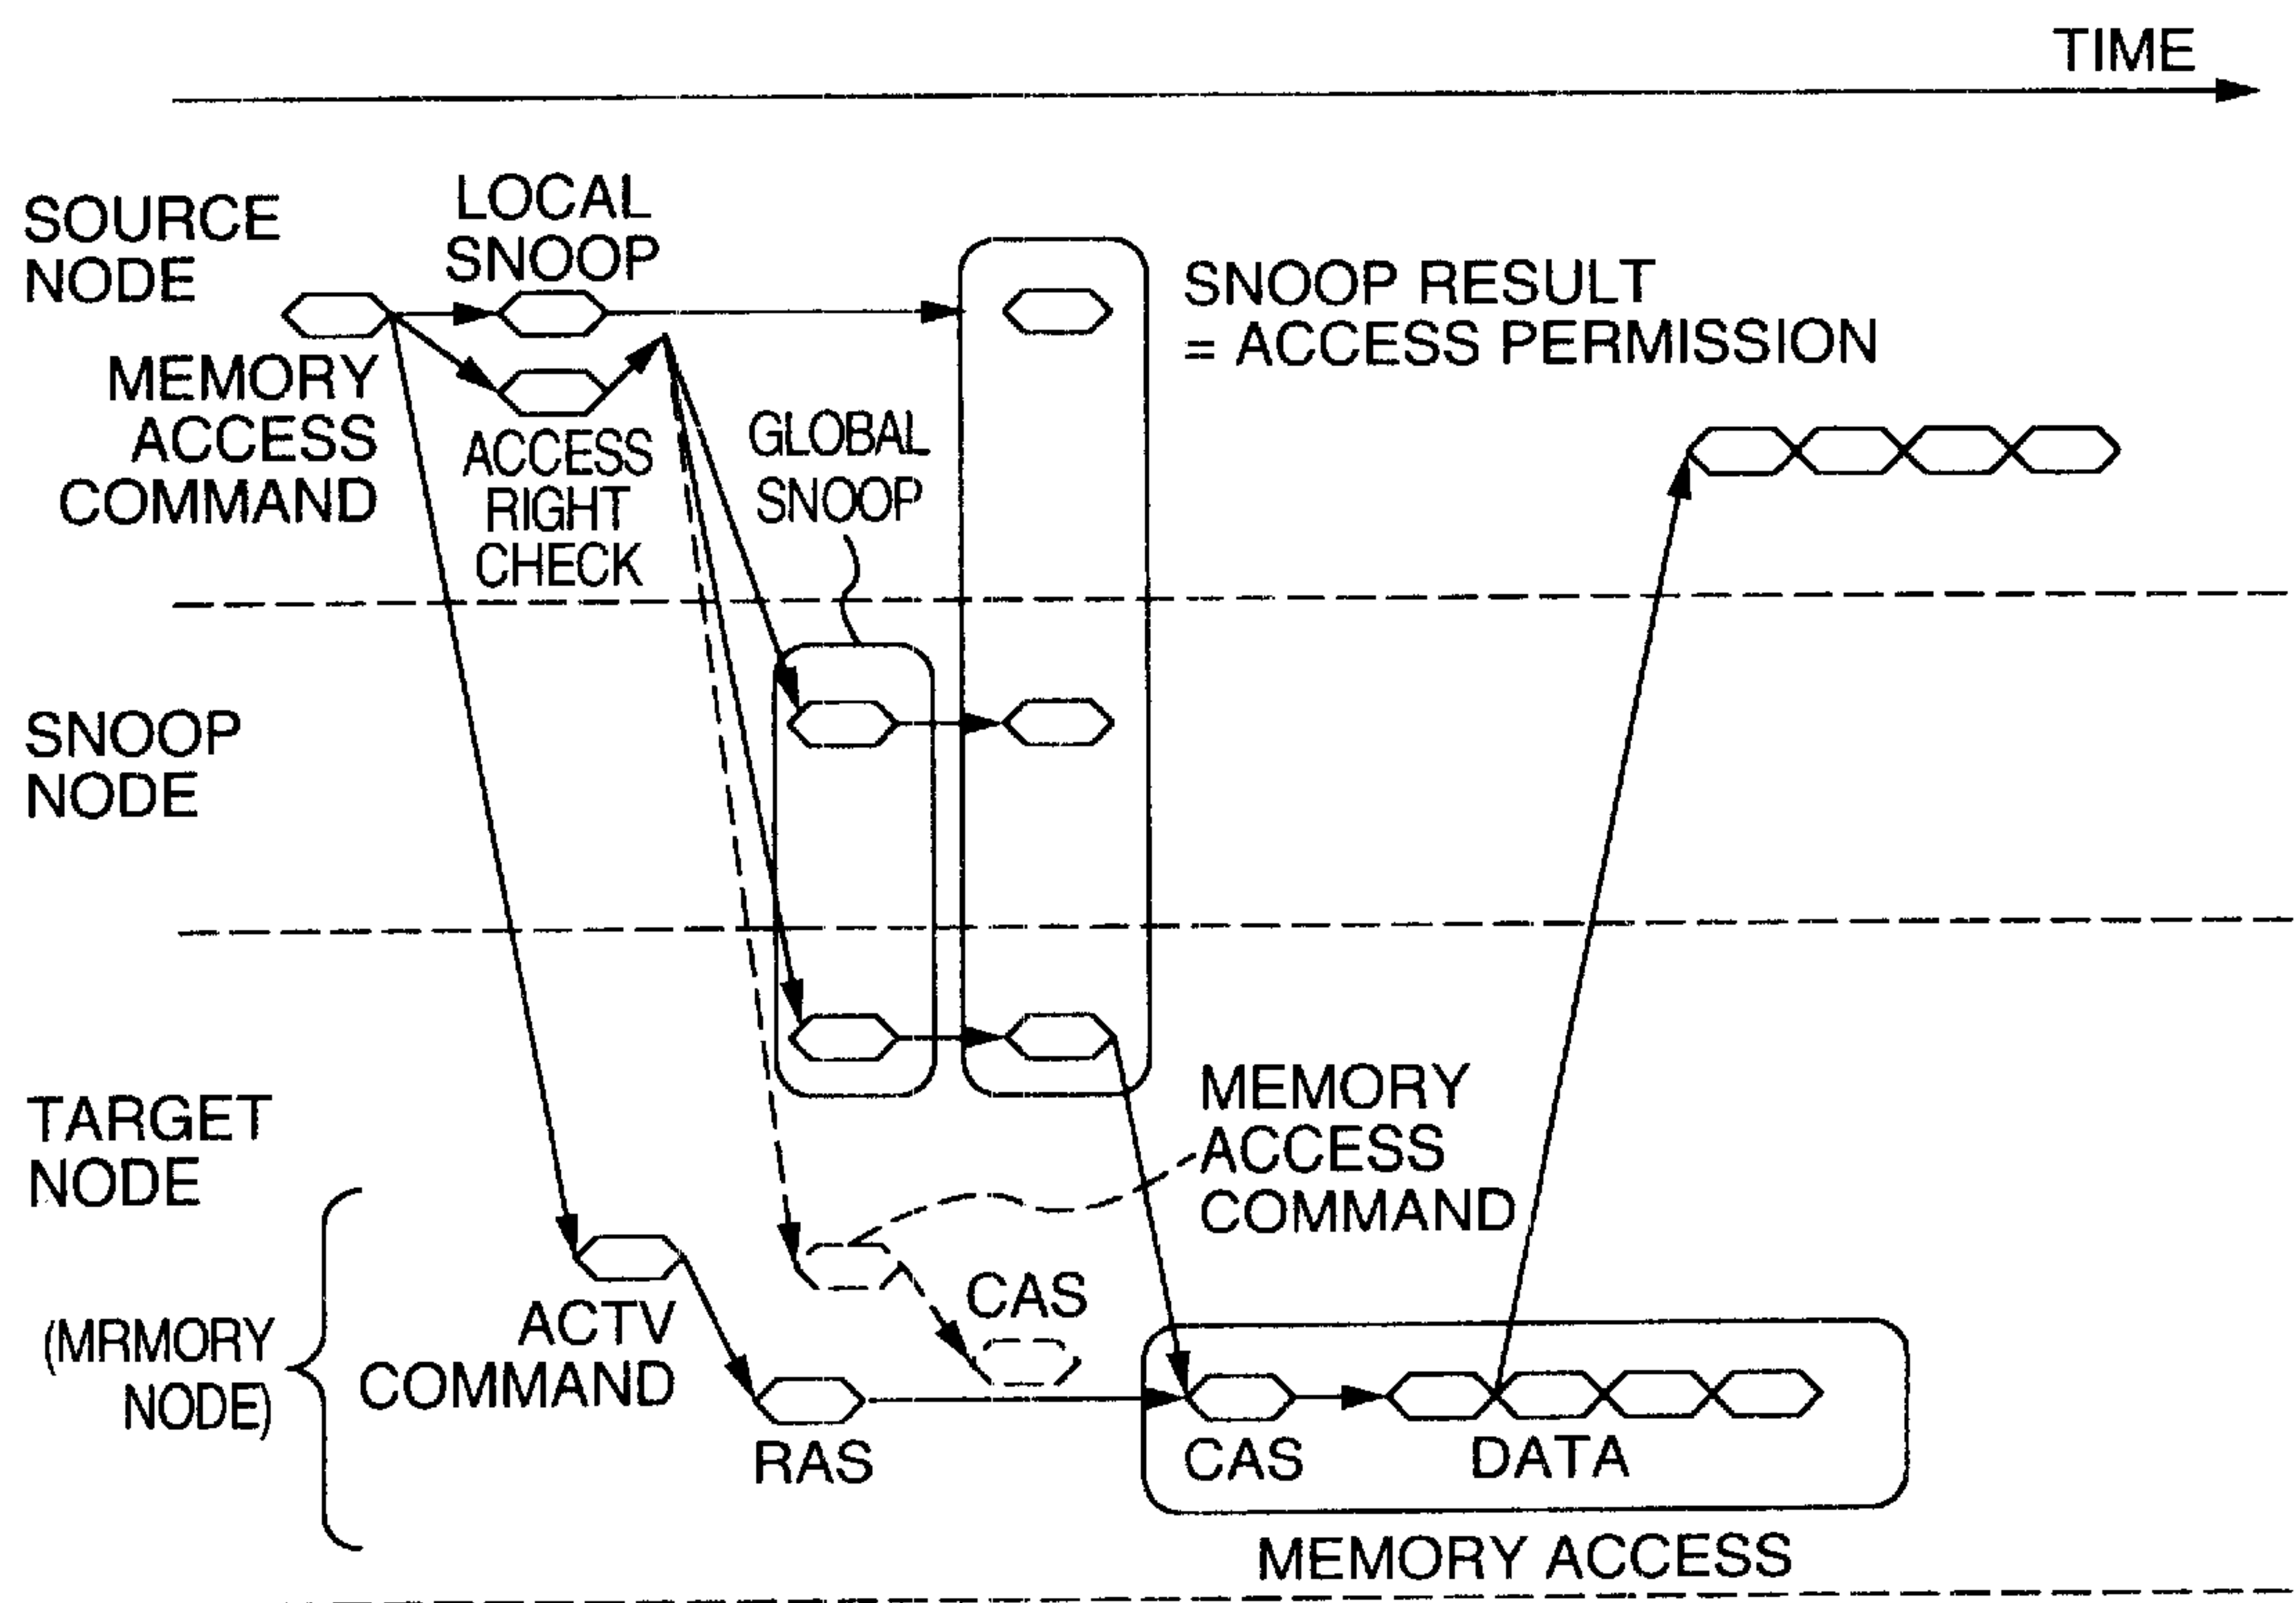 TIME
SOURCE
NODE
LOCAL
SNOOP
MEMORY
ACCESS
COMMAND
ACCESS
RIGHT
CHECK
GLOBAL
SNOOP
SNOOP RESULT
= ACCESS PERMISSION
SNOOP
NODE
TARGET
NODE
(MRMORY
NODE)
ACTV
COMMAND
RAS
MEMORY
ACCESS
COMMAND
CAS
CAS
DATA
MEMORY ACCESS